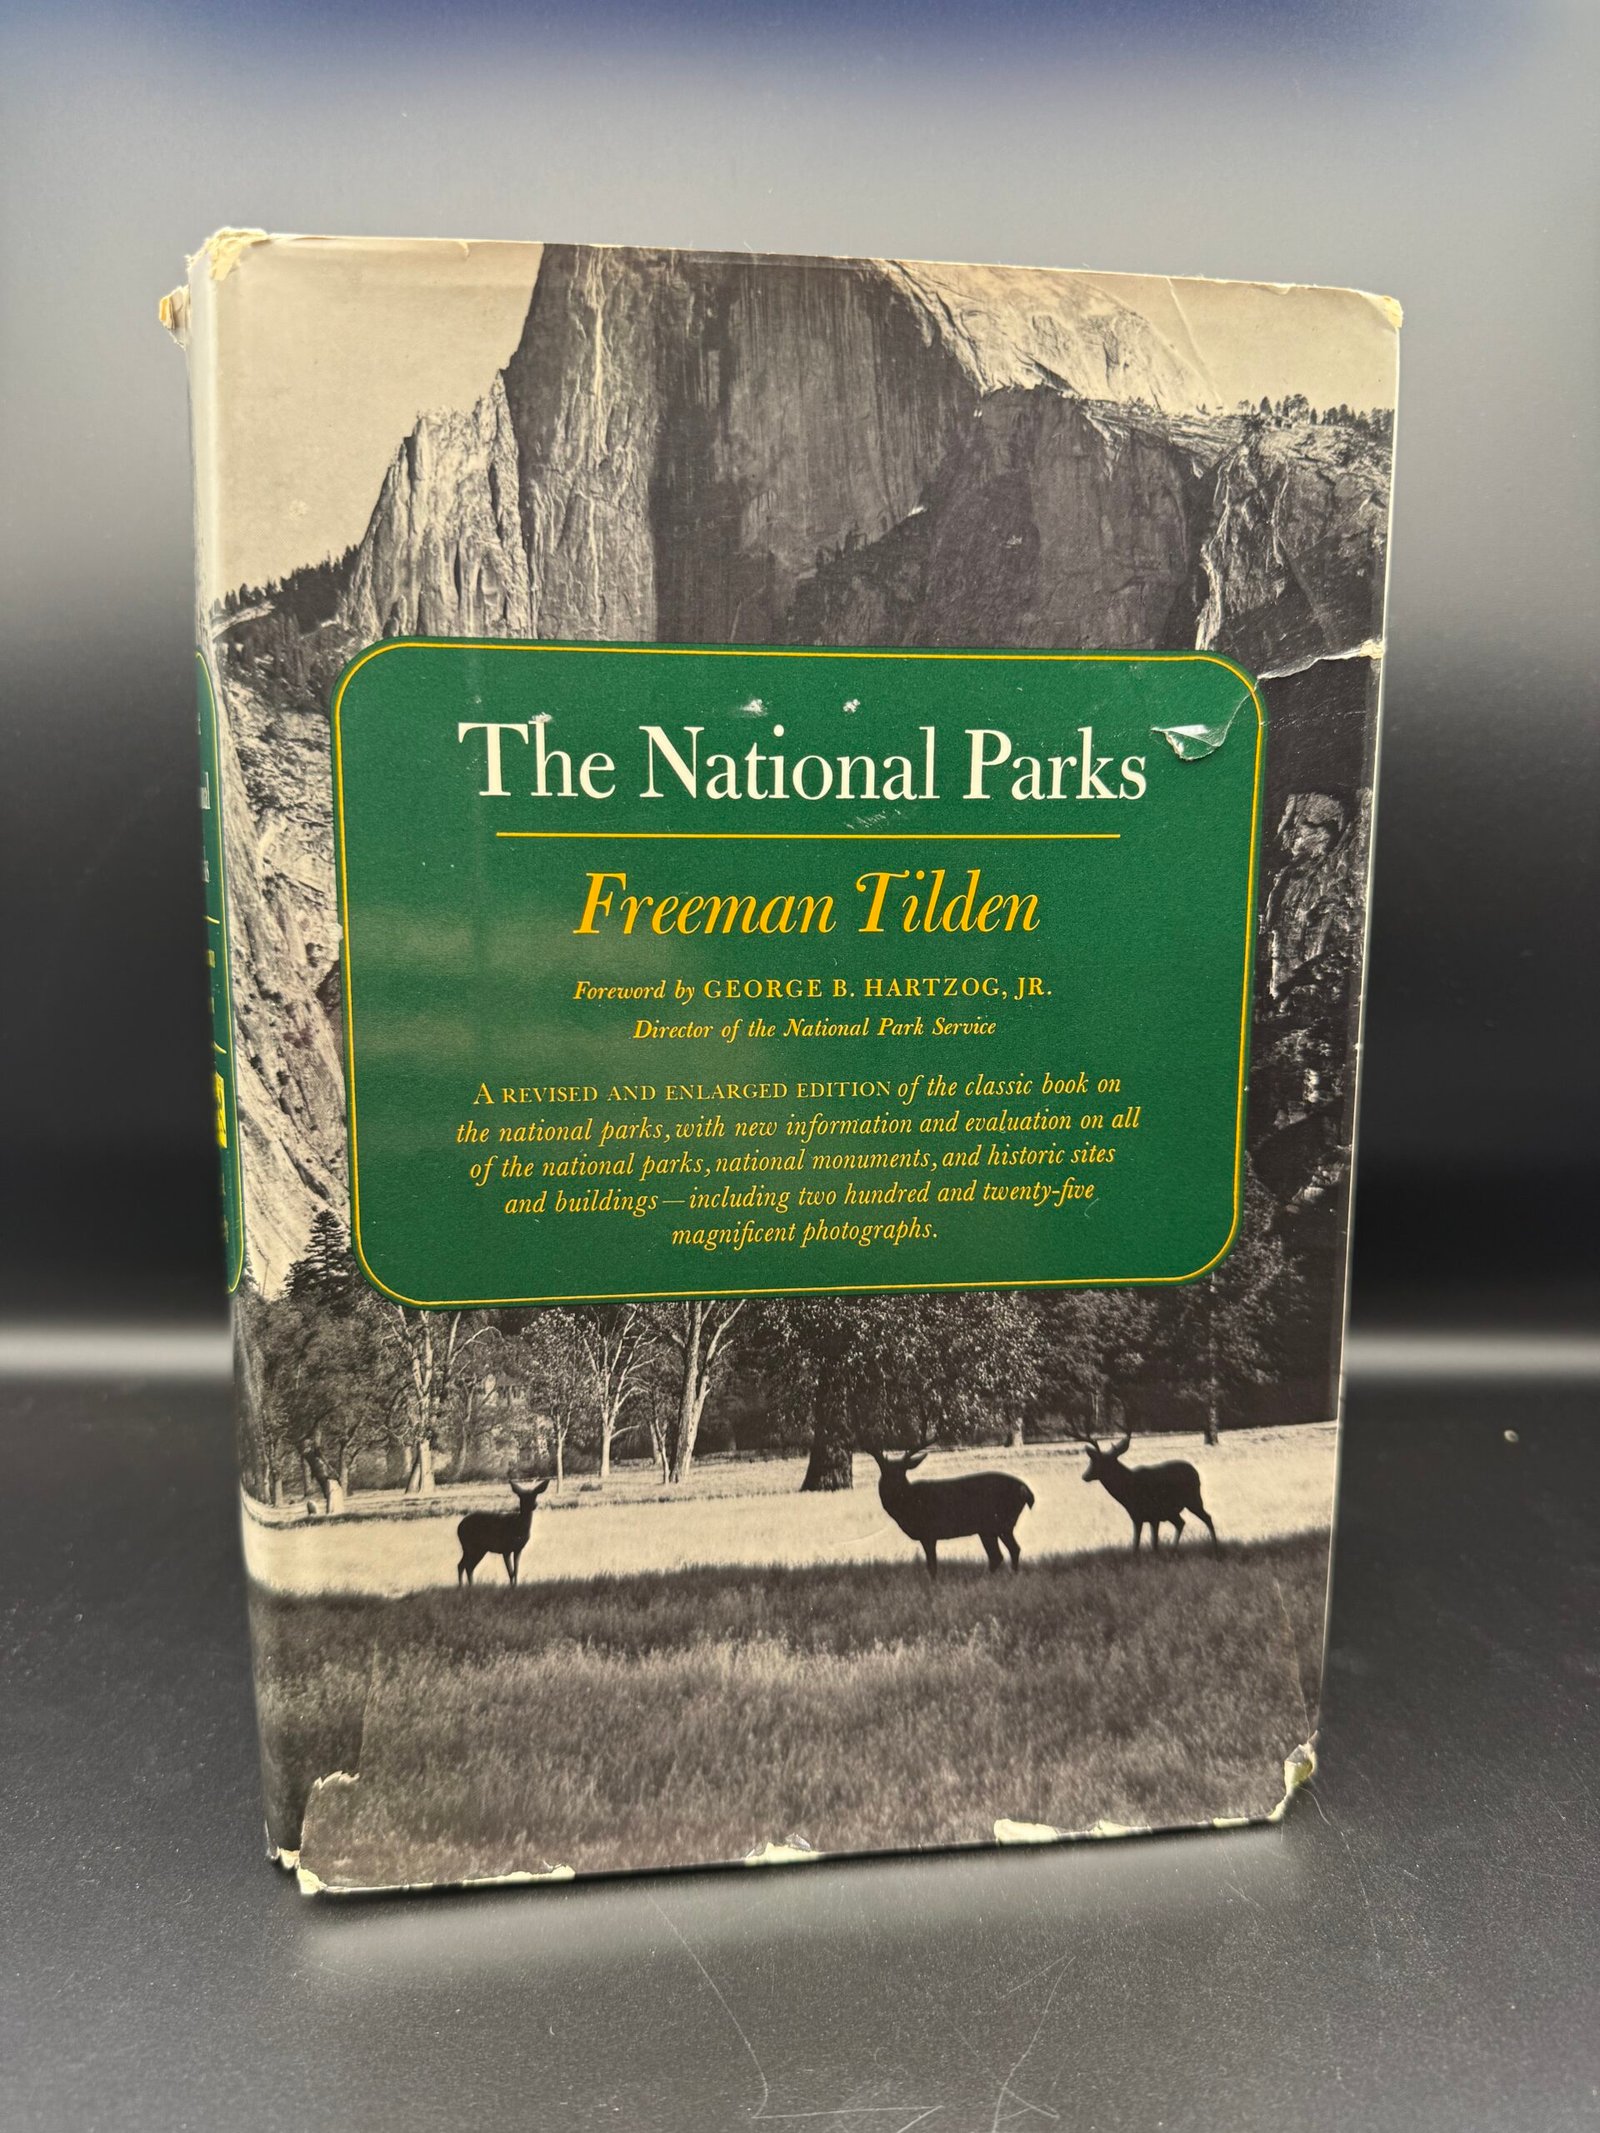 The National Parks
Freeman Tilden
Foreword by GEORGE B. HARTZOG, JR.
Director of the National Park Service
A REVISED AND ENLARGED EDITION of the classic book on
the national parks, with new information and evaluation on all
of the national parks, national monuments, and historic sites
and buildings—including two hundred and twenty-five
magnificent photographs.